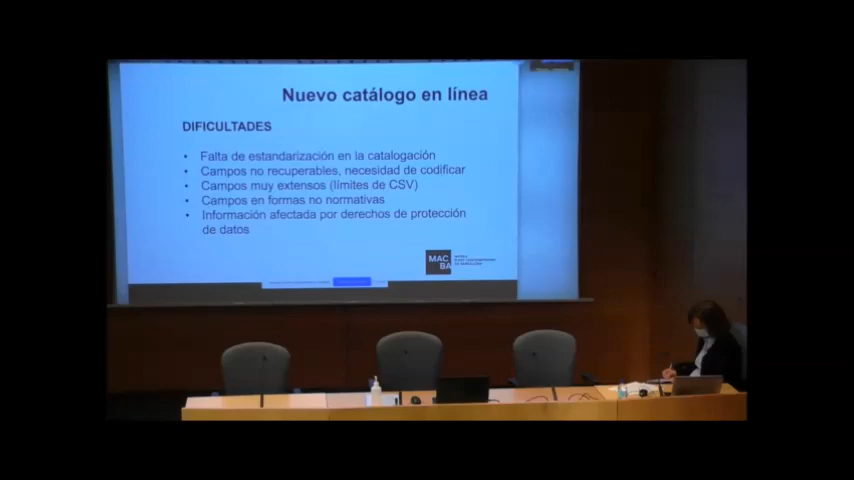 Nuevo catálogo en línea
DIFICULTADES
• Falta de estandarización en la catalogación
• Campos no recuperables, necesidad de codificar
• Campos muy extensos (límites de CSV)
• Campos en formas no normativas
• Información afectada por derechos de protección
de datos
MAC
BA